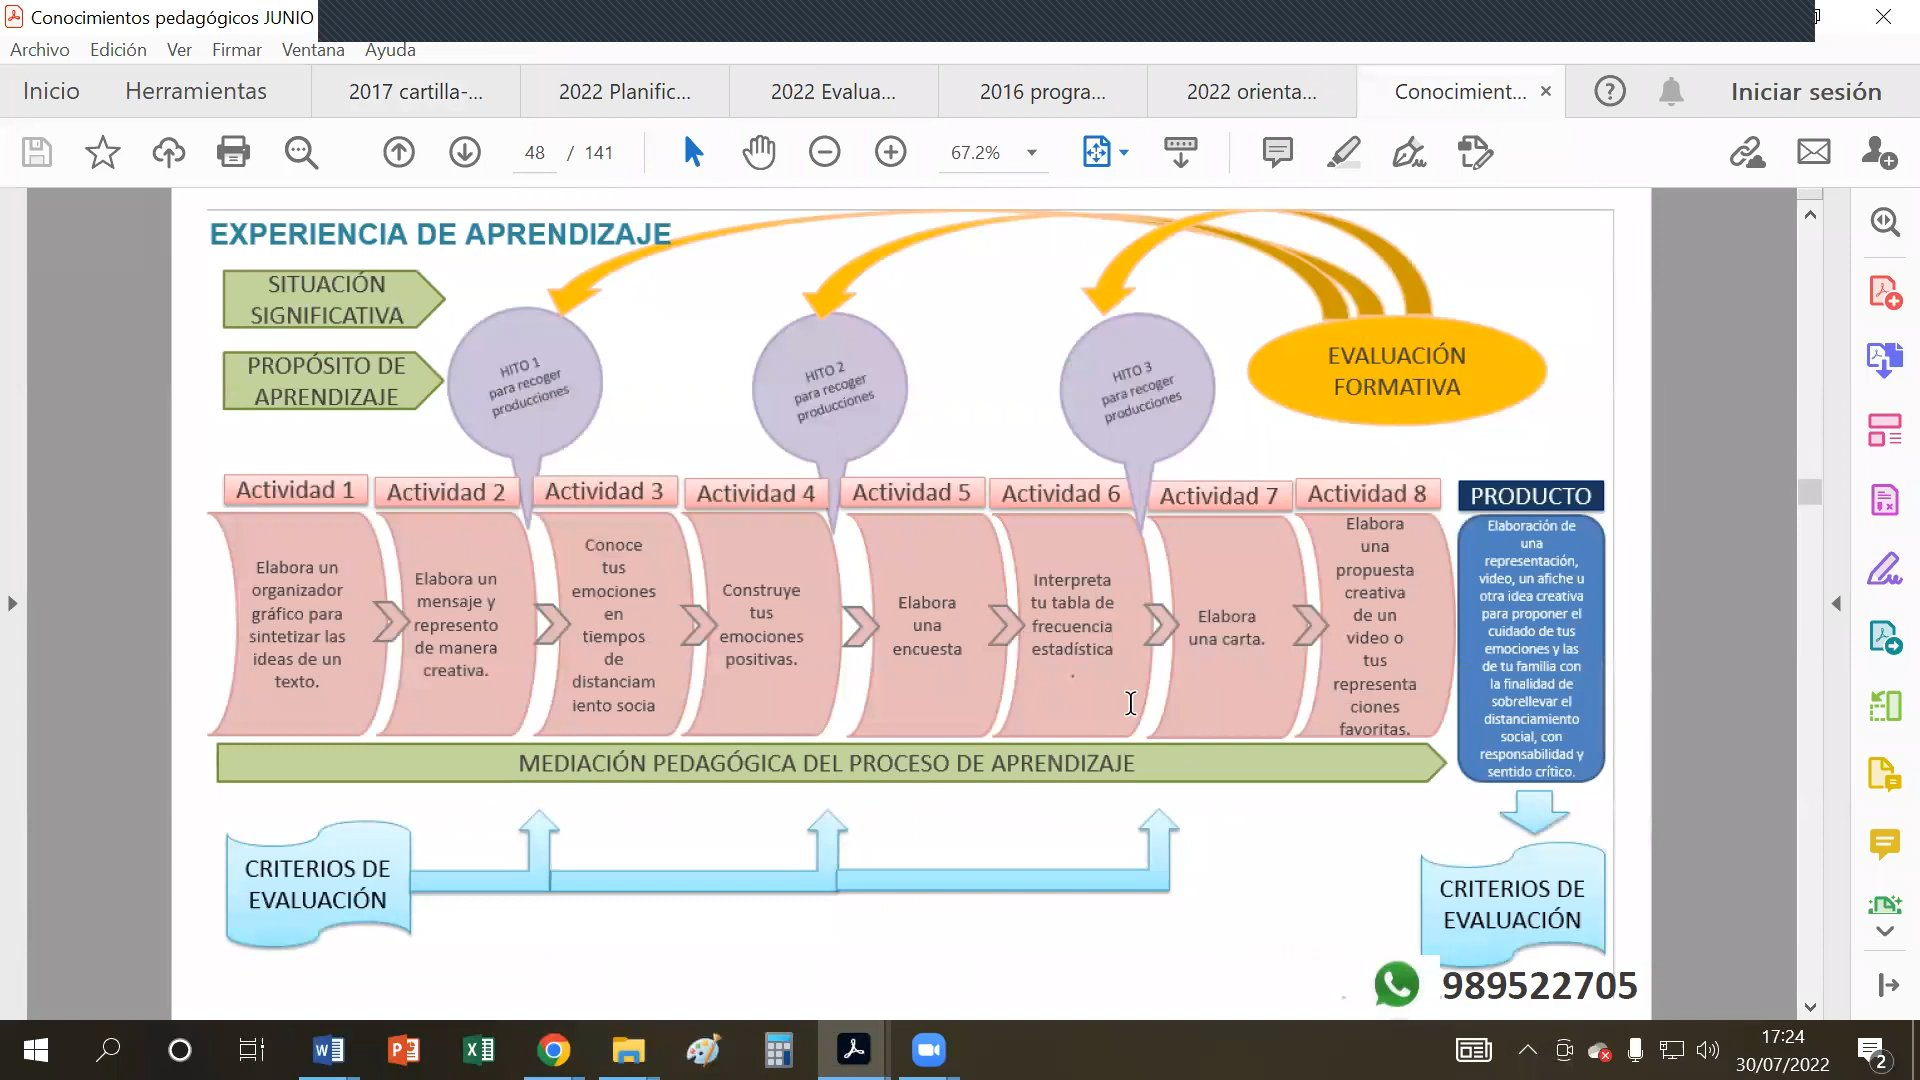 Conocimientos pedagógicos JUNIO
Archivo Edición Ver Firmar Ventana Ayuda
Inicio Herramientas 2017 cartilla-... 2022 Planific... 2022 Evalua... 2016 progra... 2022 orienta... Conocimient... Iniciar sesión
48 / 141 67.2%
EXPERIENCIA DE APRENDIZAJE
SITUACIÓN
SIGNIFICATIVA
PROPÓSITO DE
APRENDIZAJE
HITO 1
para recoger
producciones
HITO 2
para recoger
producciones
HITO 3
para recoger
producciones
EVALUACIÓN
FORMATIVA
Actividad 1
Elabora un
organizador
gráfico para
sintetizar las
ideas de un
texto.
Actividad 2
Elabora un
mensaje y
represento
de manera
creativa.
Actividad 3
Conoce
tus
emociones
en
tiempos
de
distanciam
iento socia
Actividad 4
Construye
tus
emociones
positivas.
Actividad 5
Elabora
una
encuesta
Actividad 6
Interpreta
tu tabla de
frecuencia
estadística
.
Actividad 7
Elabora
una carta.
Actividad 8
Elabora
una
propuesta
creativa
de un
video o
tus
representa
ciones
favoritas.
PRODUCTO
Elaboración de
una
representación,
video, un afiche u
otra idea creativa
para proponer el
cuidado de tus
emociones y las
de tu familia con
la finalidad de
sobrellevar el
distanciamiento
social, con
responsabilidad y
sentido crítico.
MEDIACIÓN PEDAGÓGICA DEL PROCESO DE APRENDIZAJE
CRITERIOS DE
EVALUACIÓN
CRITERIOS DE
EVALUACIÓN
989522705
17:24
30/07/2022
2